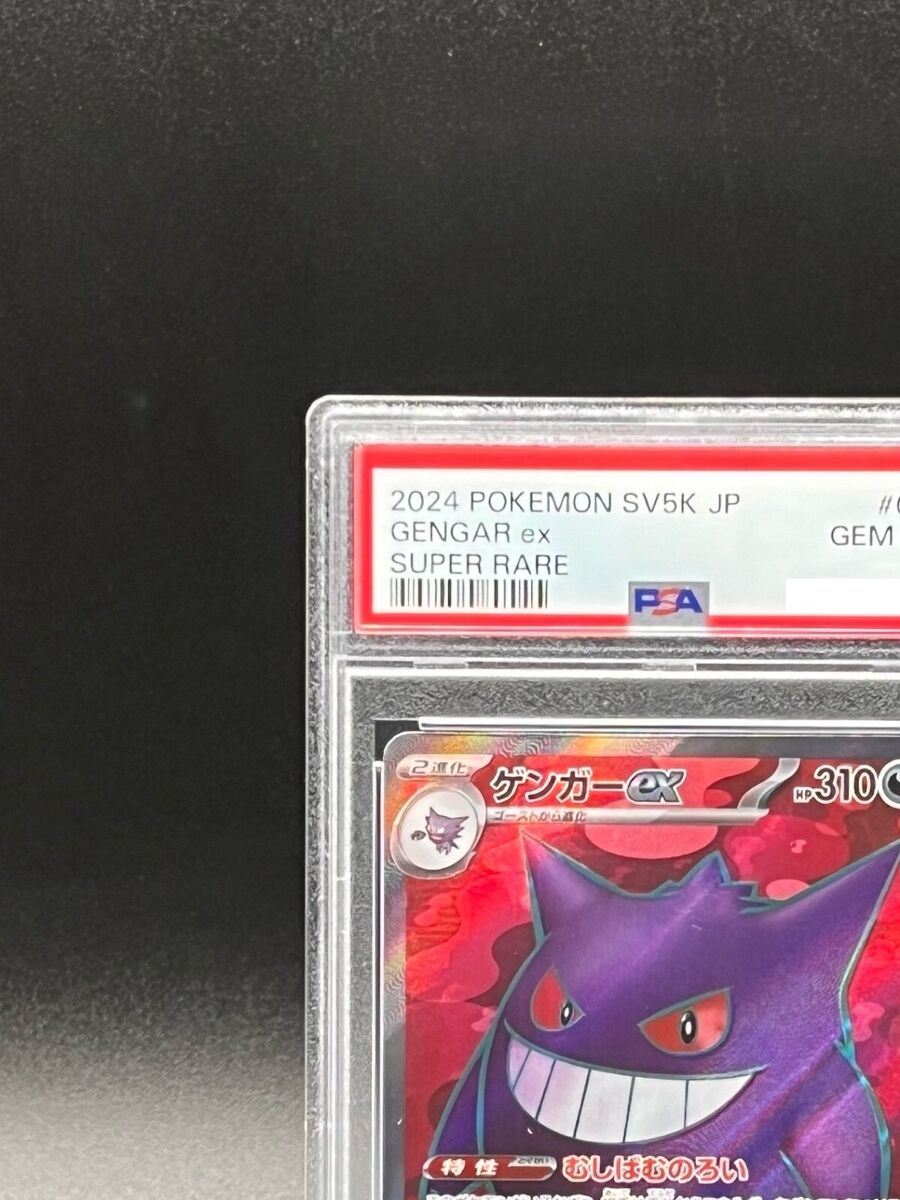 2024 POKEMON SV5K JP
GENGAR ex
GEM
SUPER RARE
PSA
2進化
ゲンガーex
HP310
ゴーストから進化
特性
むしばむのろい